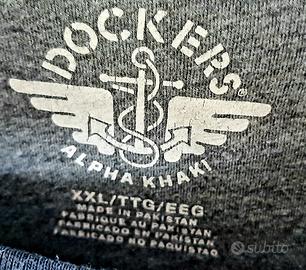 DOCKERS®
ALPHA KHAKI
XXL/TTG/EEG
MADE IN PAKISTAN
FABRIQUÉ AU PAKISTAN
FABRICADO EN PAKISTAN
FABRICADO NO PAQUISTÃO
subito